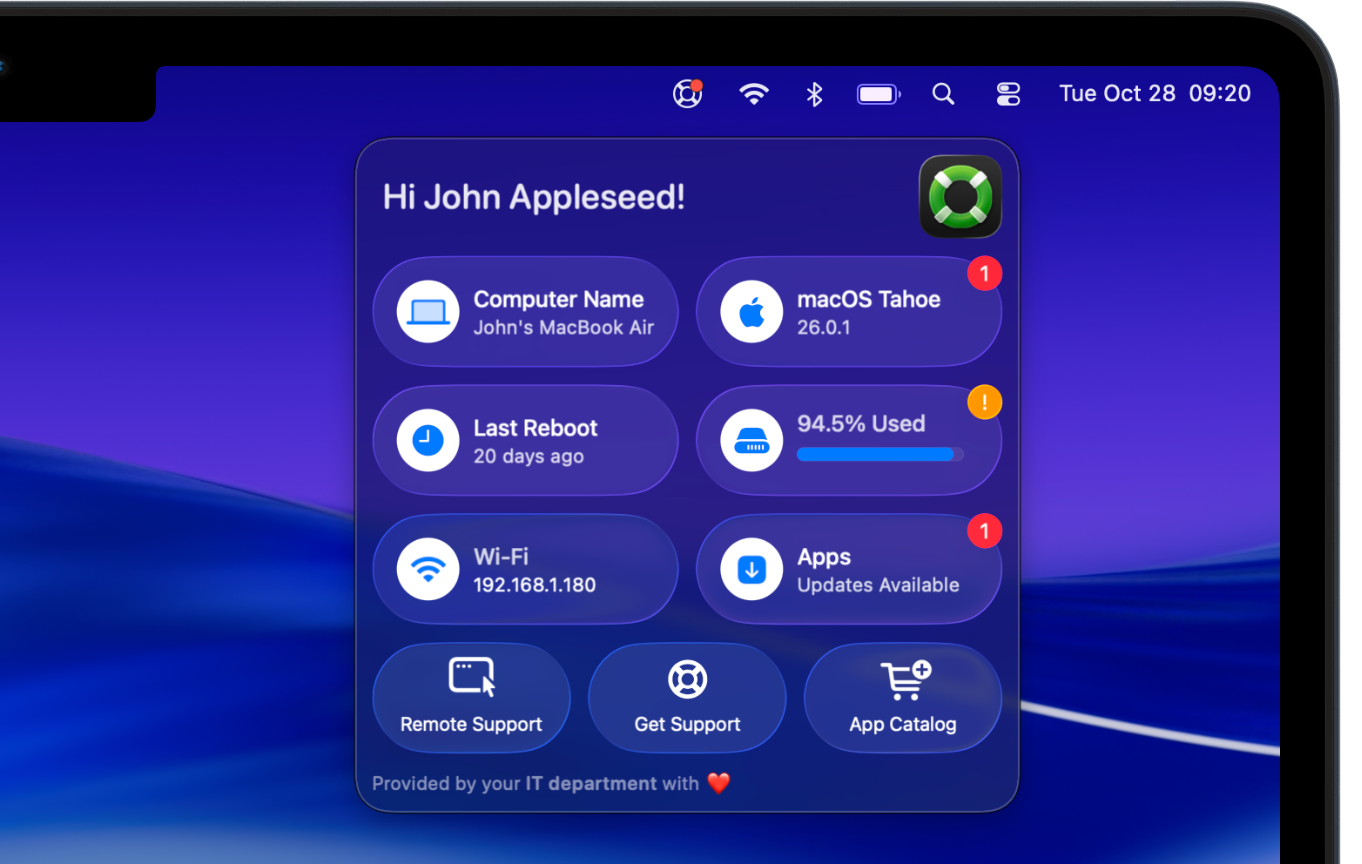 Tue Oct 28 09:20
Hi John Appleseed!
Computer Name
John's MacBook Air
macOS Tahoe
26.0.1
1
Last Reboot
20 days ago
94.5% Used
!
Wi-Fi
192.168.1.180
Apps
Updates Available
1
Remote Support
Get Support
App Catalog
Provided by your IT department with ❤️